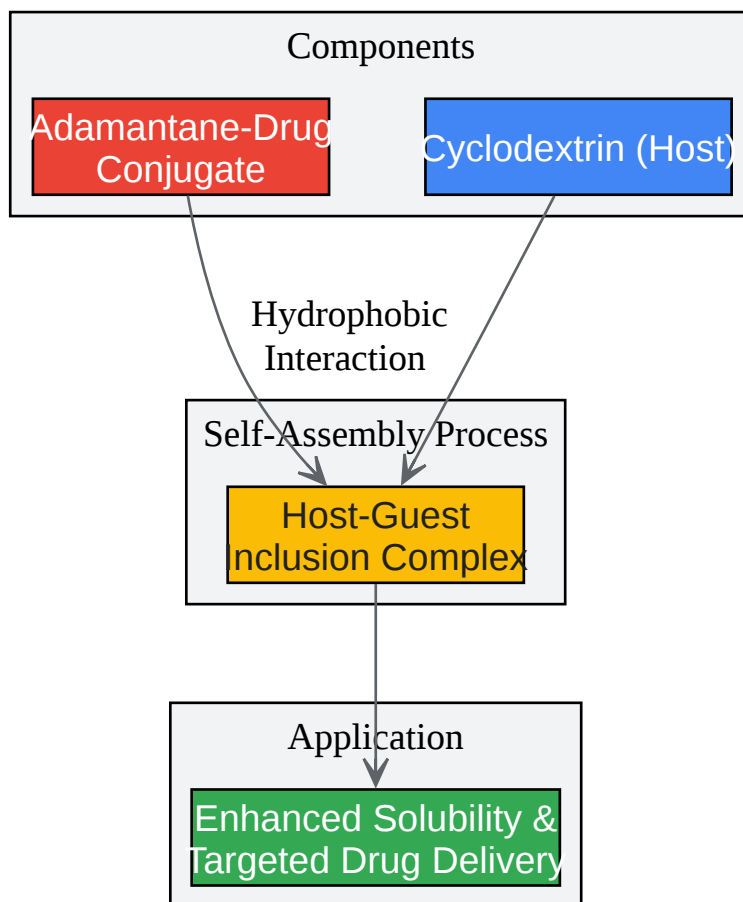 Components
Adamantane-Drug
Conjugate
Cyclodextrin (Host)
Hydrophobic
Interaction
Self-Assembly Process
Host-Guest
Inclusion Complex
Application
Enhanced Solubility &
Targeted Drug Delivery